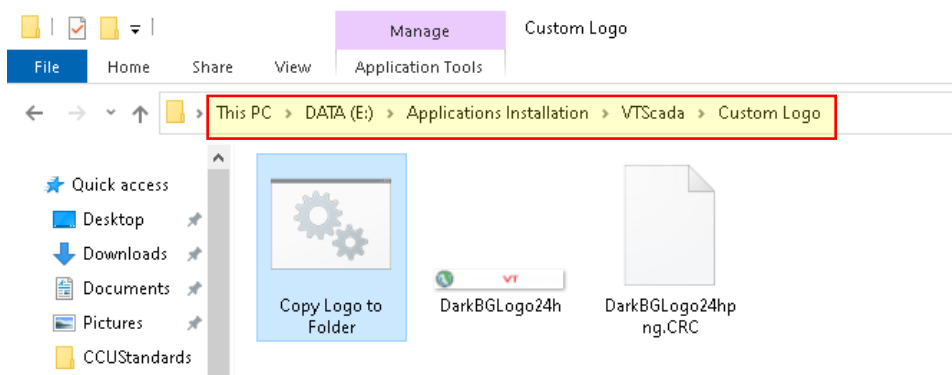 Manage
Custom Logo
File
Home
Share
View
Application Tools
This PC > DATA (E:) > Applications Installation > VTScada > Custom Logo
Quick access
Desktop
Downloads
Documents
Pictures
CCUStandards
VT
Copy Logo to
Folder
DarkBGLogo24h
DarkBGLogo24hp
ng.CRC